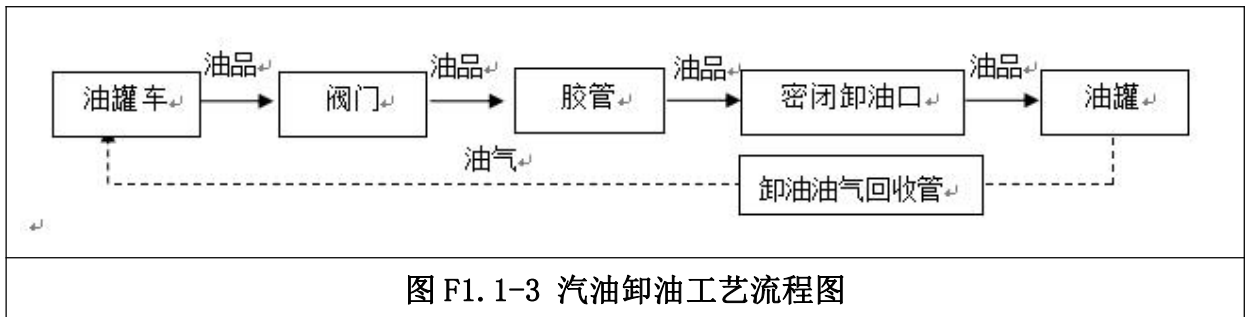 油品 油品 油品 油品
油罐车 阀门 胶管 密闭卸油口 油罐
油气
卸油油气回收管
图 F1.1-3 汽油卸油工艺流程图